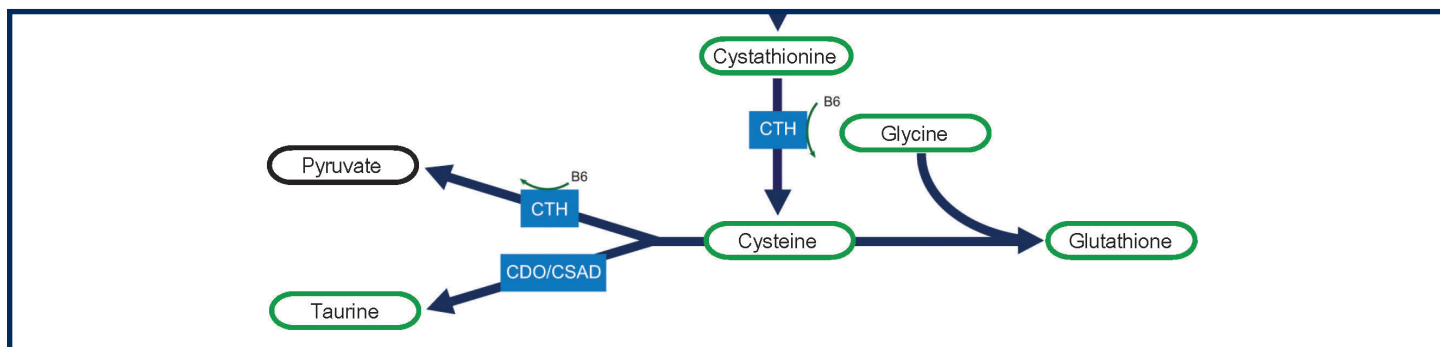 Cystathionine
B6
CTH
Glycine
Pyruvate
B6
CTH
Cysteine
Glutathione
CDO/CSAD
Taurine